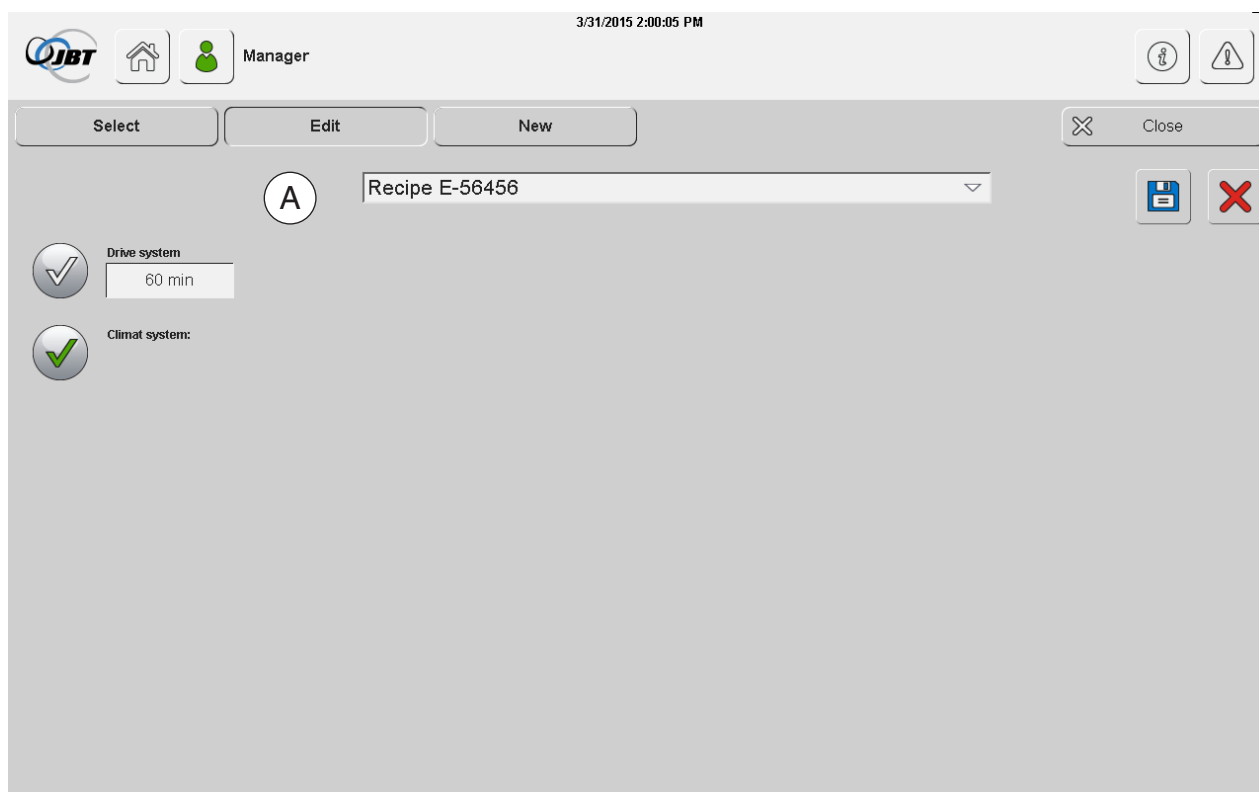 3/31/2015 2:00:05 PM
JBT
Manager
Select
Edit
New
Close
A
Recipe E-56456
Drive system
60 min
Climat system: